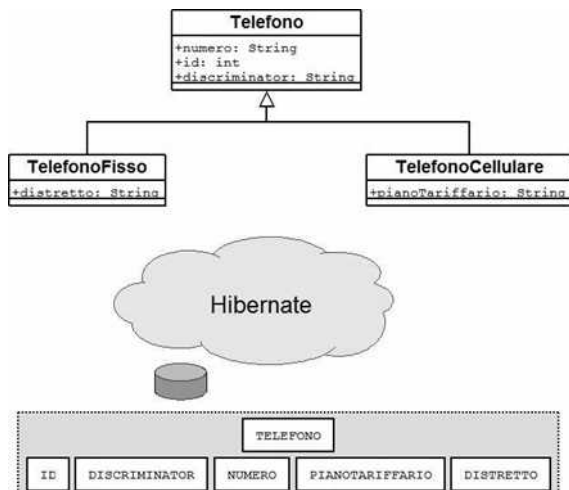 Telefono
+numero: String
+id: int
+discriminator: String
TelefonoFisso
+distretto: String
TelefonoCellulare
+pianoTariffario: String
Hibernate
TELEFONO
ID
DISCRIMINATOR
NUMERO
PIANOTARIFFARIO
DISTRETTO